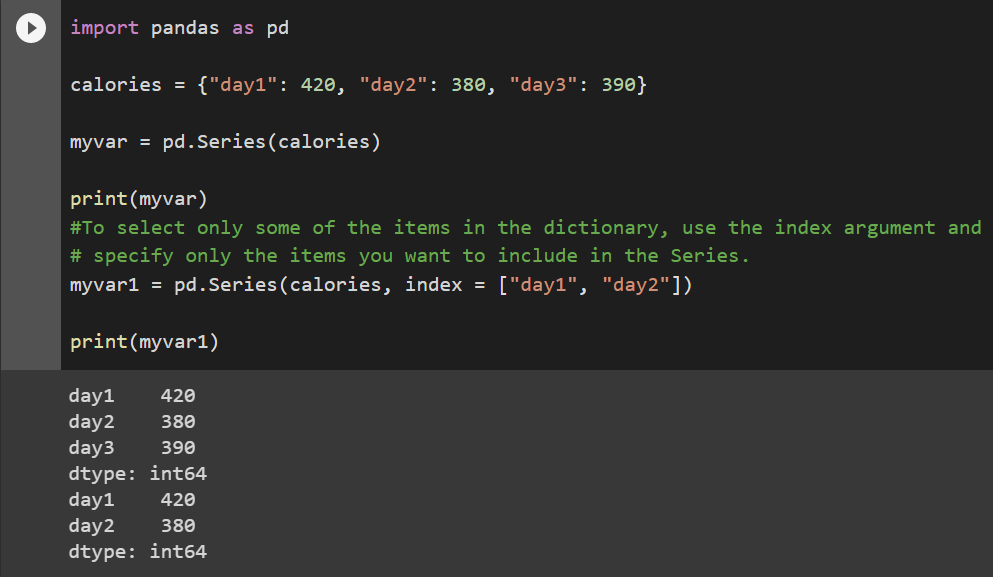 import pandas as pd
calories = {"day1": 420, "day2": 380, "day3": 390}
myvar = pd.Series(calories)
print(myvar)
#To select only some of the items in the dictionary, use the index argument and
# specify only the items you want to include in the Series.
myvar1 = pd.Series(calories, index = ["day1", "day2"])
print(myvar1)
day1    420
day2    380
day3    390
dtype: int64
day1    420
day2    380
dtype: int64